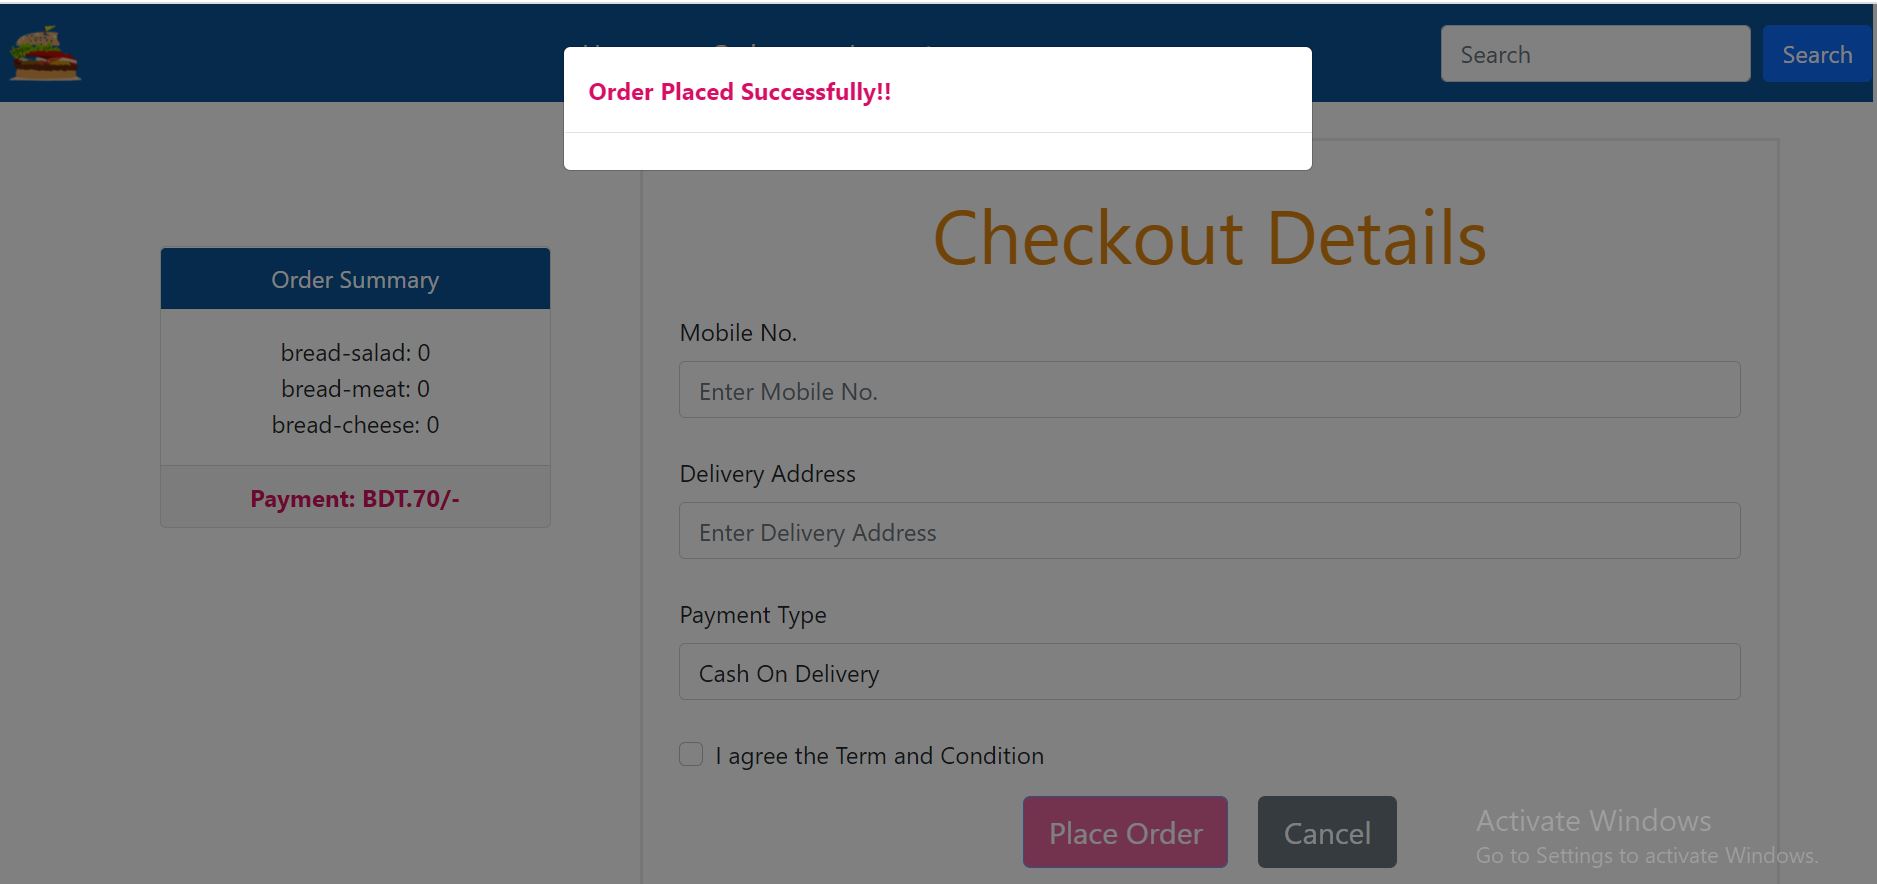 Search
Search
Order Placed Successfully!!
Checkout Details
Order Summary
bread-salad: 0
bread-meat: 0
bread-cheese: 0
Payment: BDT.70/-
Mobile No.
Enter Mobile No.
Delivery Address
Enter Delivery Address
Payment Type
Cash On Delivery
I agree the Term and Condition
Place Order
Cancel
Activate Windows
Go to Settings to activate Windows.